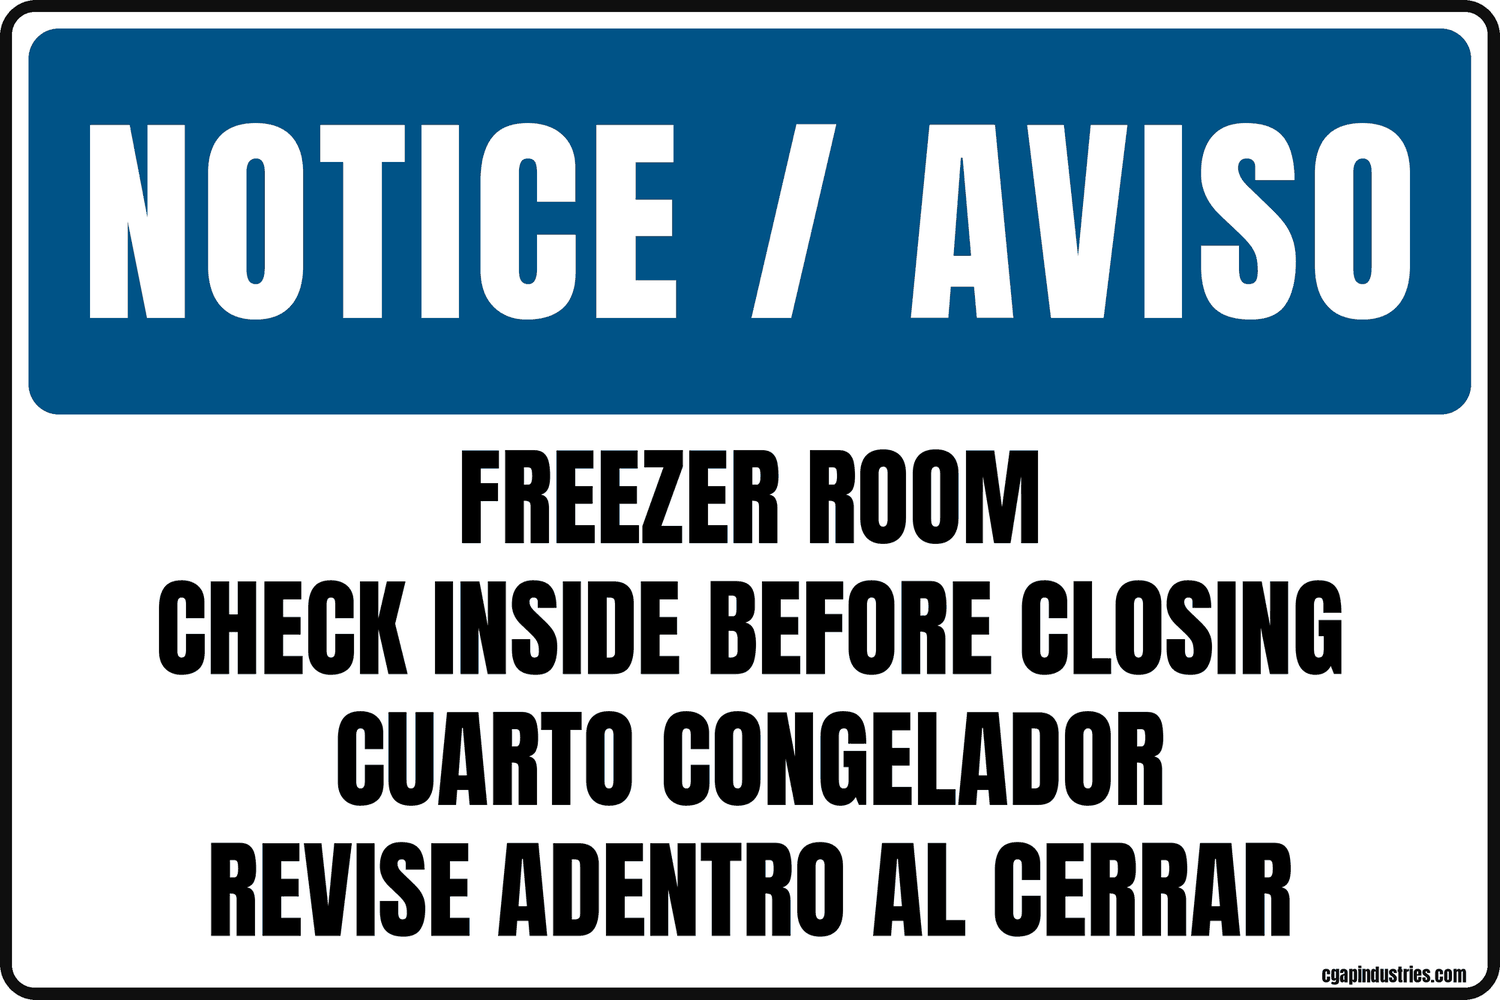 NOTICE / AVISO
FREEZER ROOM
CHECK INSIDE BEFORE CLOSING
CUARTO CONGELADOR
REVISE ADENTRO AL CERRAR
cgapindustries.com